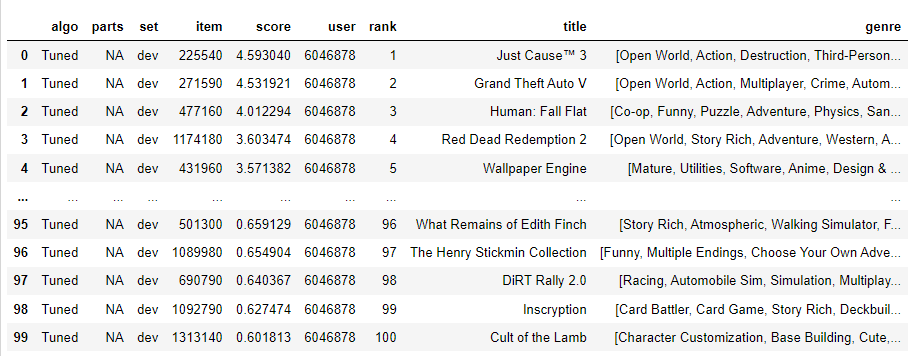 algo parts set item score user rank title genre
0 Tuned NA dev 225540 4.593040 6046878 1 Just Cause™ 3 [Open World, Action, Destruction, Third-Person...
1 Tuned NA dev 271590 4.531921 6046878 2 Grand Theft Auto V [Open World, Action, Multiplayer, Crime, Autom...
2 Tuned NA dev 477160 4.012294 6046878 3 Human: Fall Flat [Co-op, Funny, Puzzle, Adventure, Physics, San...
3 Tuned NA dev 1174180 3.603474 6046878 4 Red Dead Redemption 2 [Open World, Story Rich, Adventure, Western, A...
4 Tuned NA dev 431960 3.571382 6046878 5 Wallpaper Engine [Mature, Utilities, Software, Anime, Design & ...
... ... ... ... ... ... ... ... ... ...
95 Tuned NA dev 501300 0.659129 6046878 96 What Remains of Edith Finch [Story Rich, Atmospheric, Walking Simulator, F...
96 Tuned NA dev 1089980 0.654904 6046878 97 The Henry Stickmin Collection [Funny, Multiple Endings, Choose Your Own Adve...
97 Tuned NA dev 690790 0.640367 6046878 98 DiRT Rally 2.0 [Racing, Automobile Sim, Simulation, Multiplay...
98 Tuned NA dev 1092790 0.627474 6046878 99 Inscryption [Card Battler, Card Game, Story Rich, Deckbuil...
99 Tuned NA dev 1313140 0.601813 6046878 100 Cult of the Lamb [Character Customization, Base Building, Cute,...